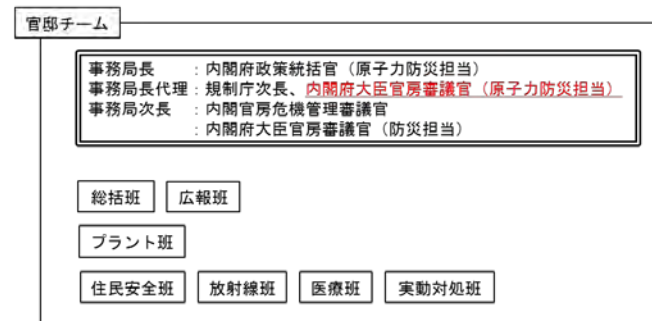 官邸チーム
事務局長　　：内閣府政策統括官（原子力防災担当）
事務局長代理：規制庁次長、内閣府大臣官房審議官（原子力防災担当）
事務局次長　：内閣官房危機管理審議官
：内閣府大臣官房審議官（防災担当）
総括班　広報班
プラント班
住民安全班　放射線班　医療班　実動対処班